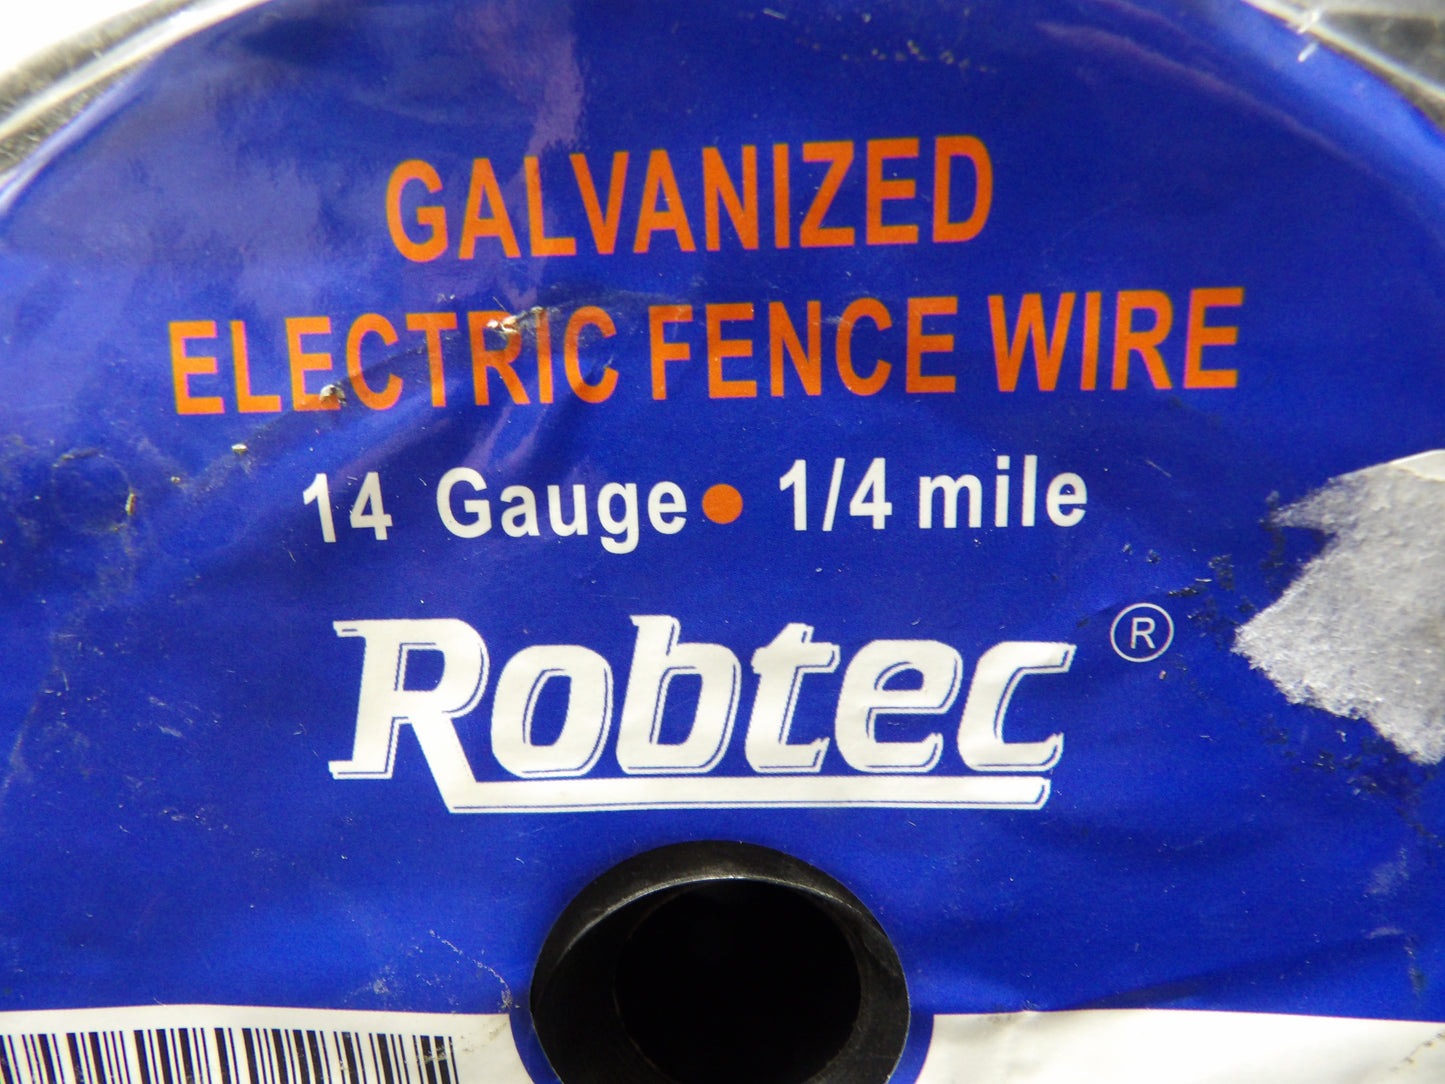 GALVANIZED
ELECTRIC FENCE WIRE
14 Gauge • 1/4 mile
Robtec ®